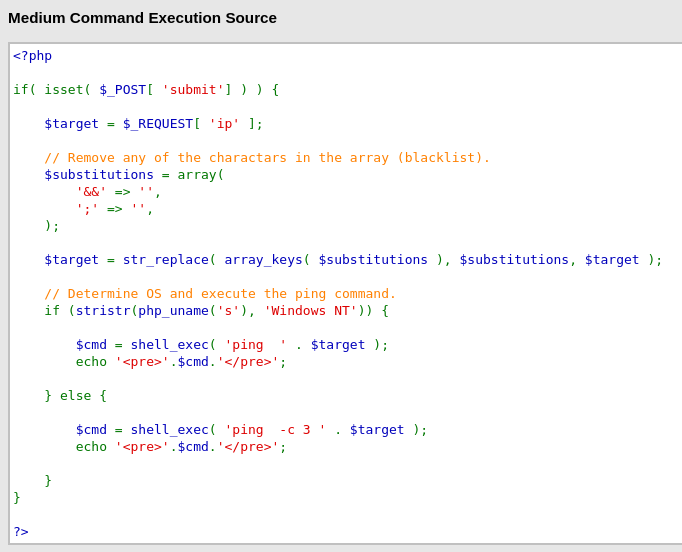 Medium Command Execution Source
<?php
if( isset( $_POST[ 'submit'] ) ) {
$target = $_REQUEST[ 'ip' ];
// Remove any of the charactars in the array (blacklist).
$substitutions = array(
'&&' => '',
';' => '',
);
$target = str_replace( array_keys( $substitutions ), $substitutions, $target );
// Determine OS and execute the ping command.
if (stristr(php_uname('s'), 'Windows NT')) {
$cmd = shell_exec( 'ping  ' . $target );
echo '<pre>'.$cmd.'</pre>';
} else {
$cmd = shell_exec( 'ping  -c 3 ' . $target );
echo '<pre>'.$cmd.'</pre>';
}
}
?>